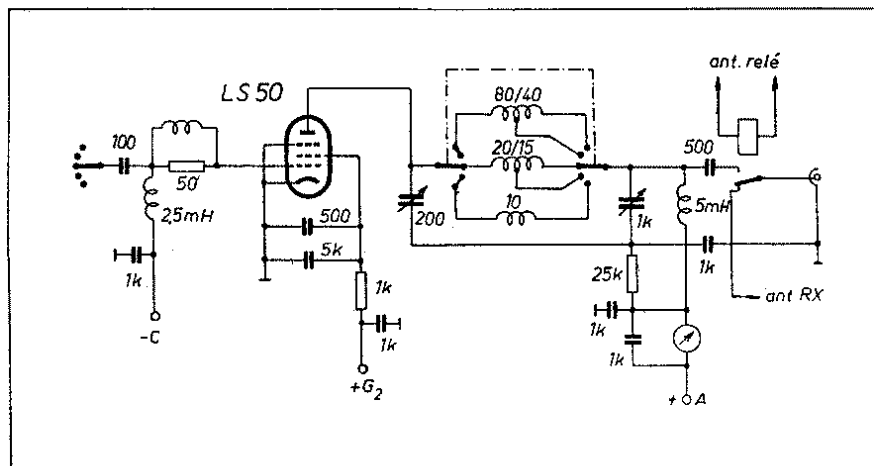 ant. relé
LS 50
80/40
100
20/15
500
50
200
10
1k
5mH
2,5mH
500
5k
1k
25k
1k
1k
ant RX
1k
1k
1k
-C
+G2
+A